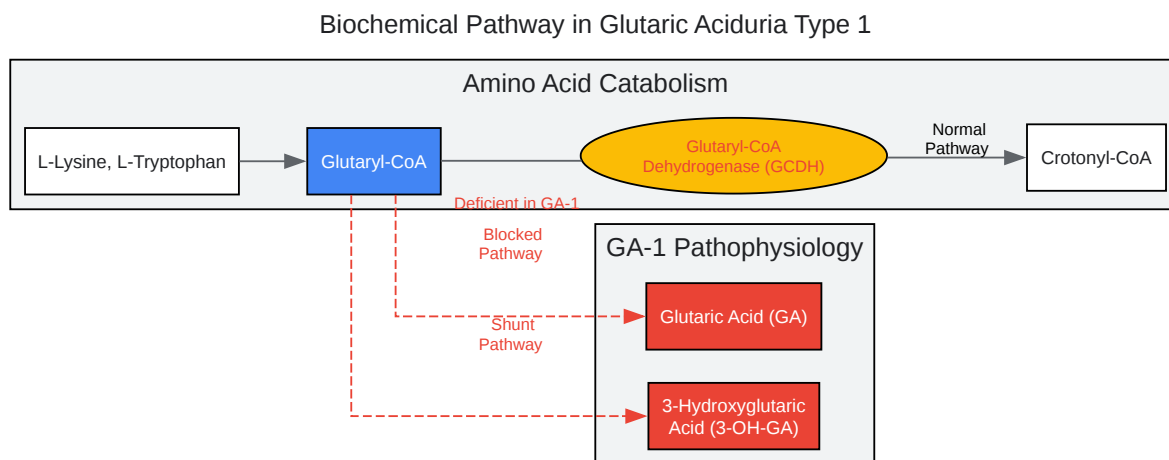 Biochemical Pathway in Glutaric Aciduria Type 1
Amino Acid Catabolism
L-Lysine, L-Tryptophan
Glutaryl-CoA
Glutaryl-CoA
Dehydrogenase (GCDH)
Normal
Pathway
Crotonyl-CoA
Deficient in GA-1
Blocked
Pathway
GA-1 Pathophysiology
Glutaric Acid (GA)
Shunt
Pathway
3-Hydroxyglutaric
Acid (3-OH-GA)